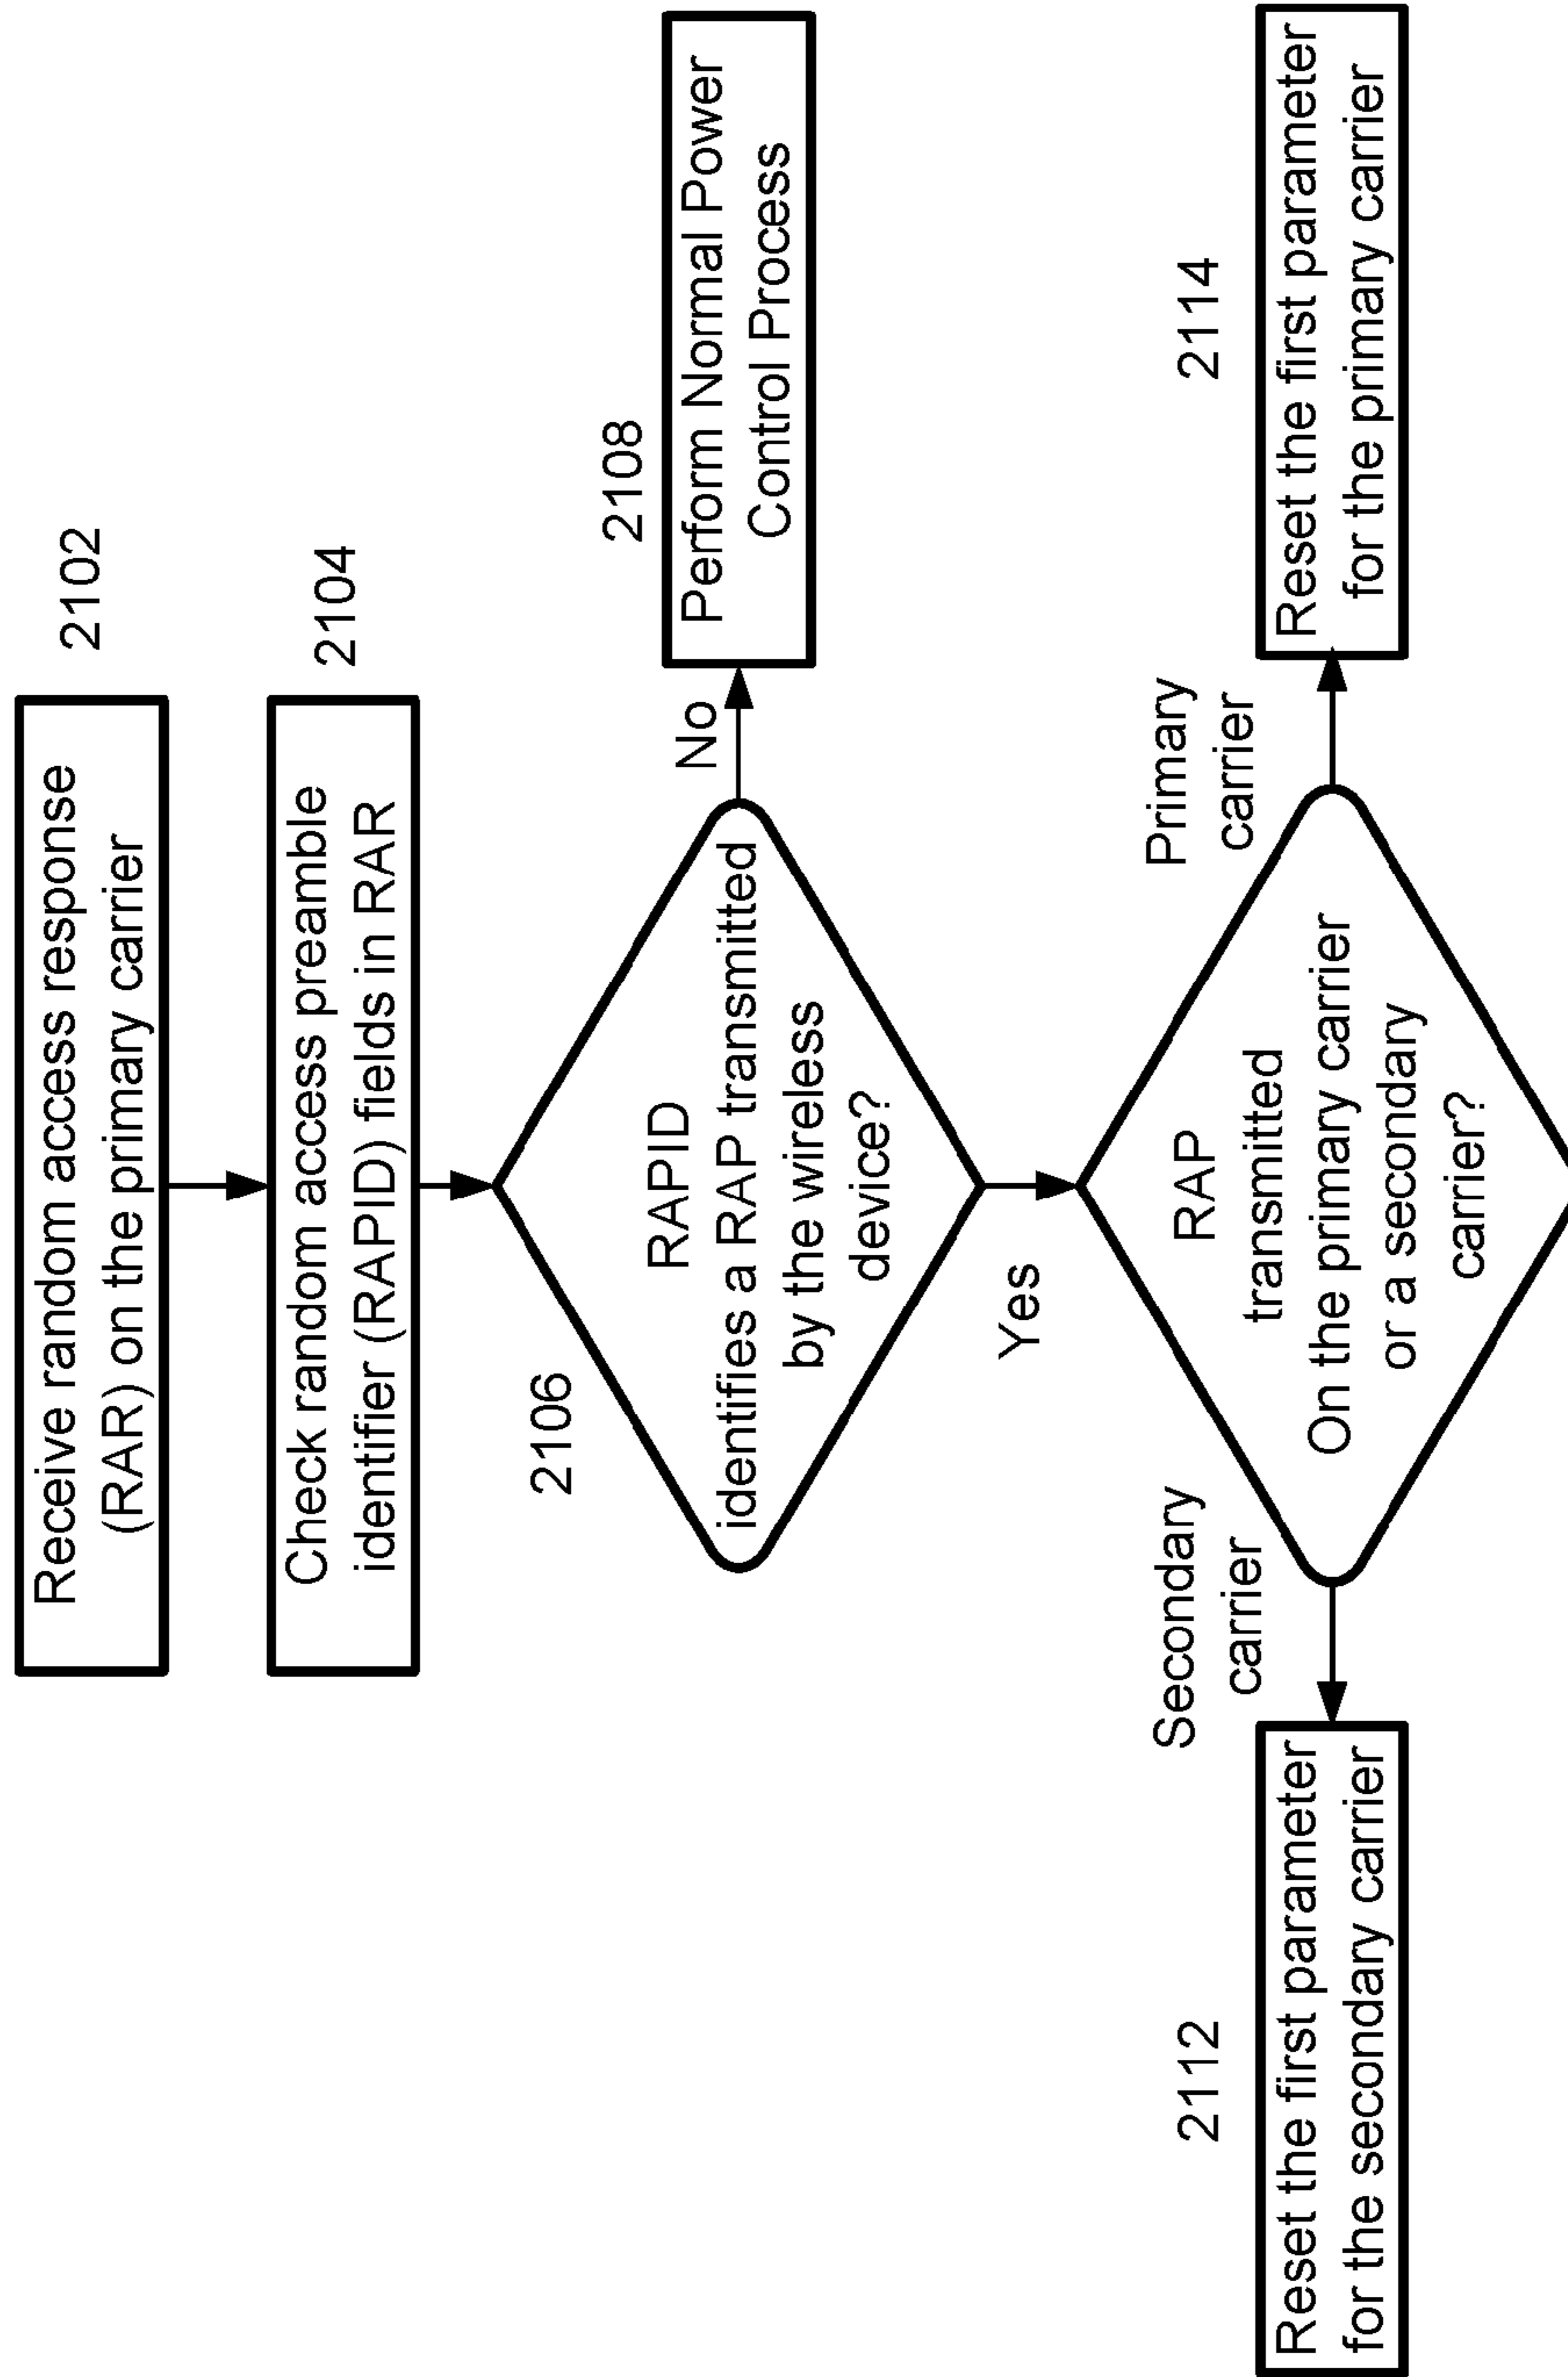 2102
Receive random access response
(RAR) on the primary carrier
2104
Check random access preamble
identifier (RAPID) fields in RAR
2106
RAPID
identifies a RAP transmitted
by the wireless
device?
No
2108
Perform Normal Power
Control Process
Yes
RAP
transmitted
On the primary carrier
or a secondary
carrier?
Secondary
carrier
2112
Reset the first parameter
for the secondary carrier
Primary
carrier
2114
Reset the first parameter
for the primary carrier